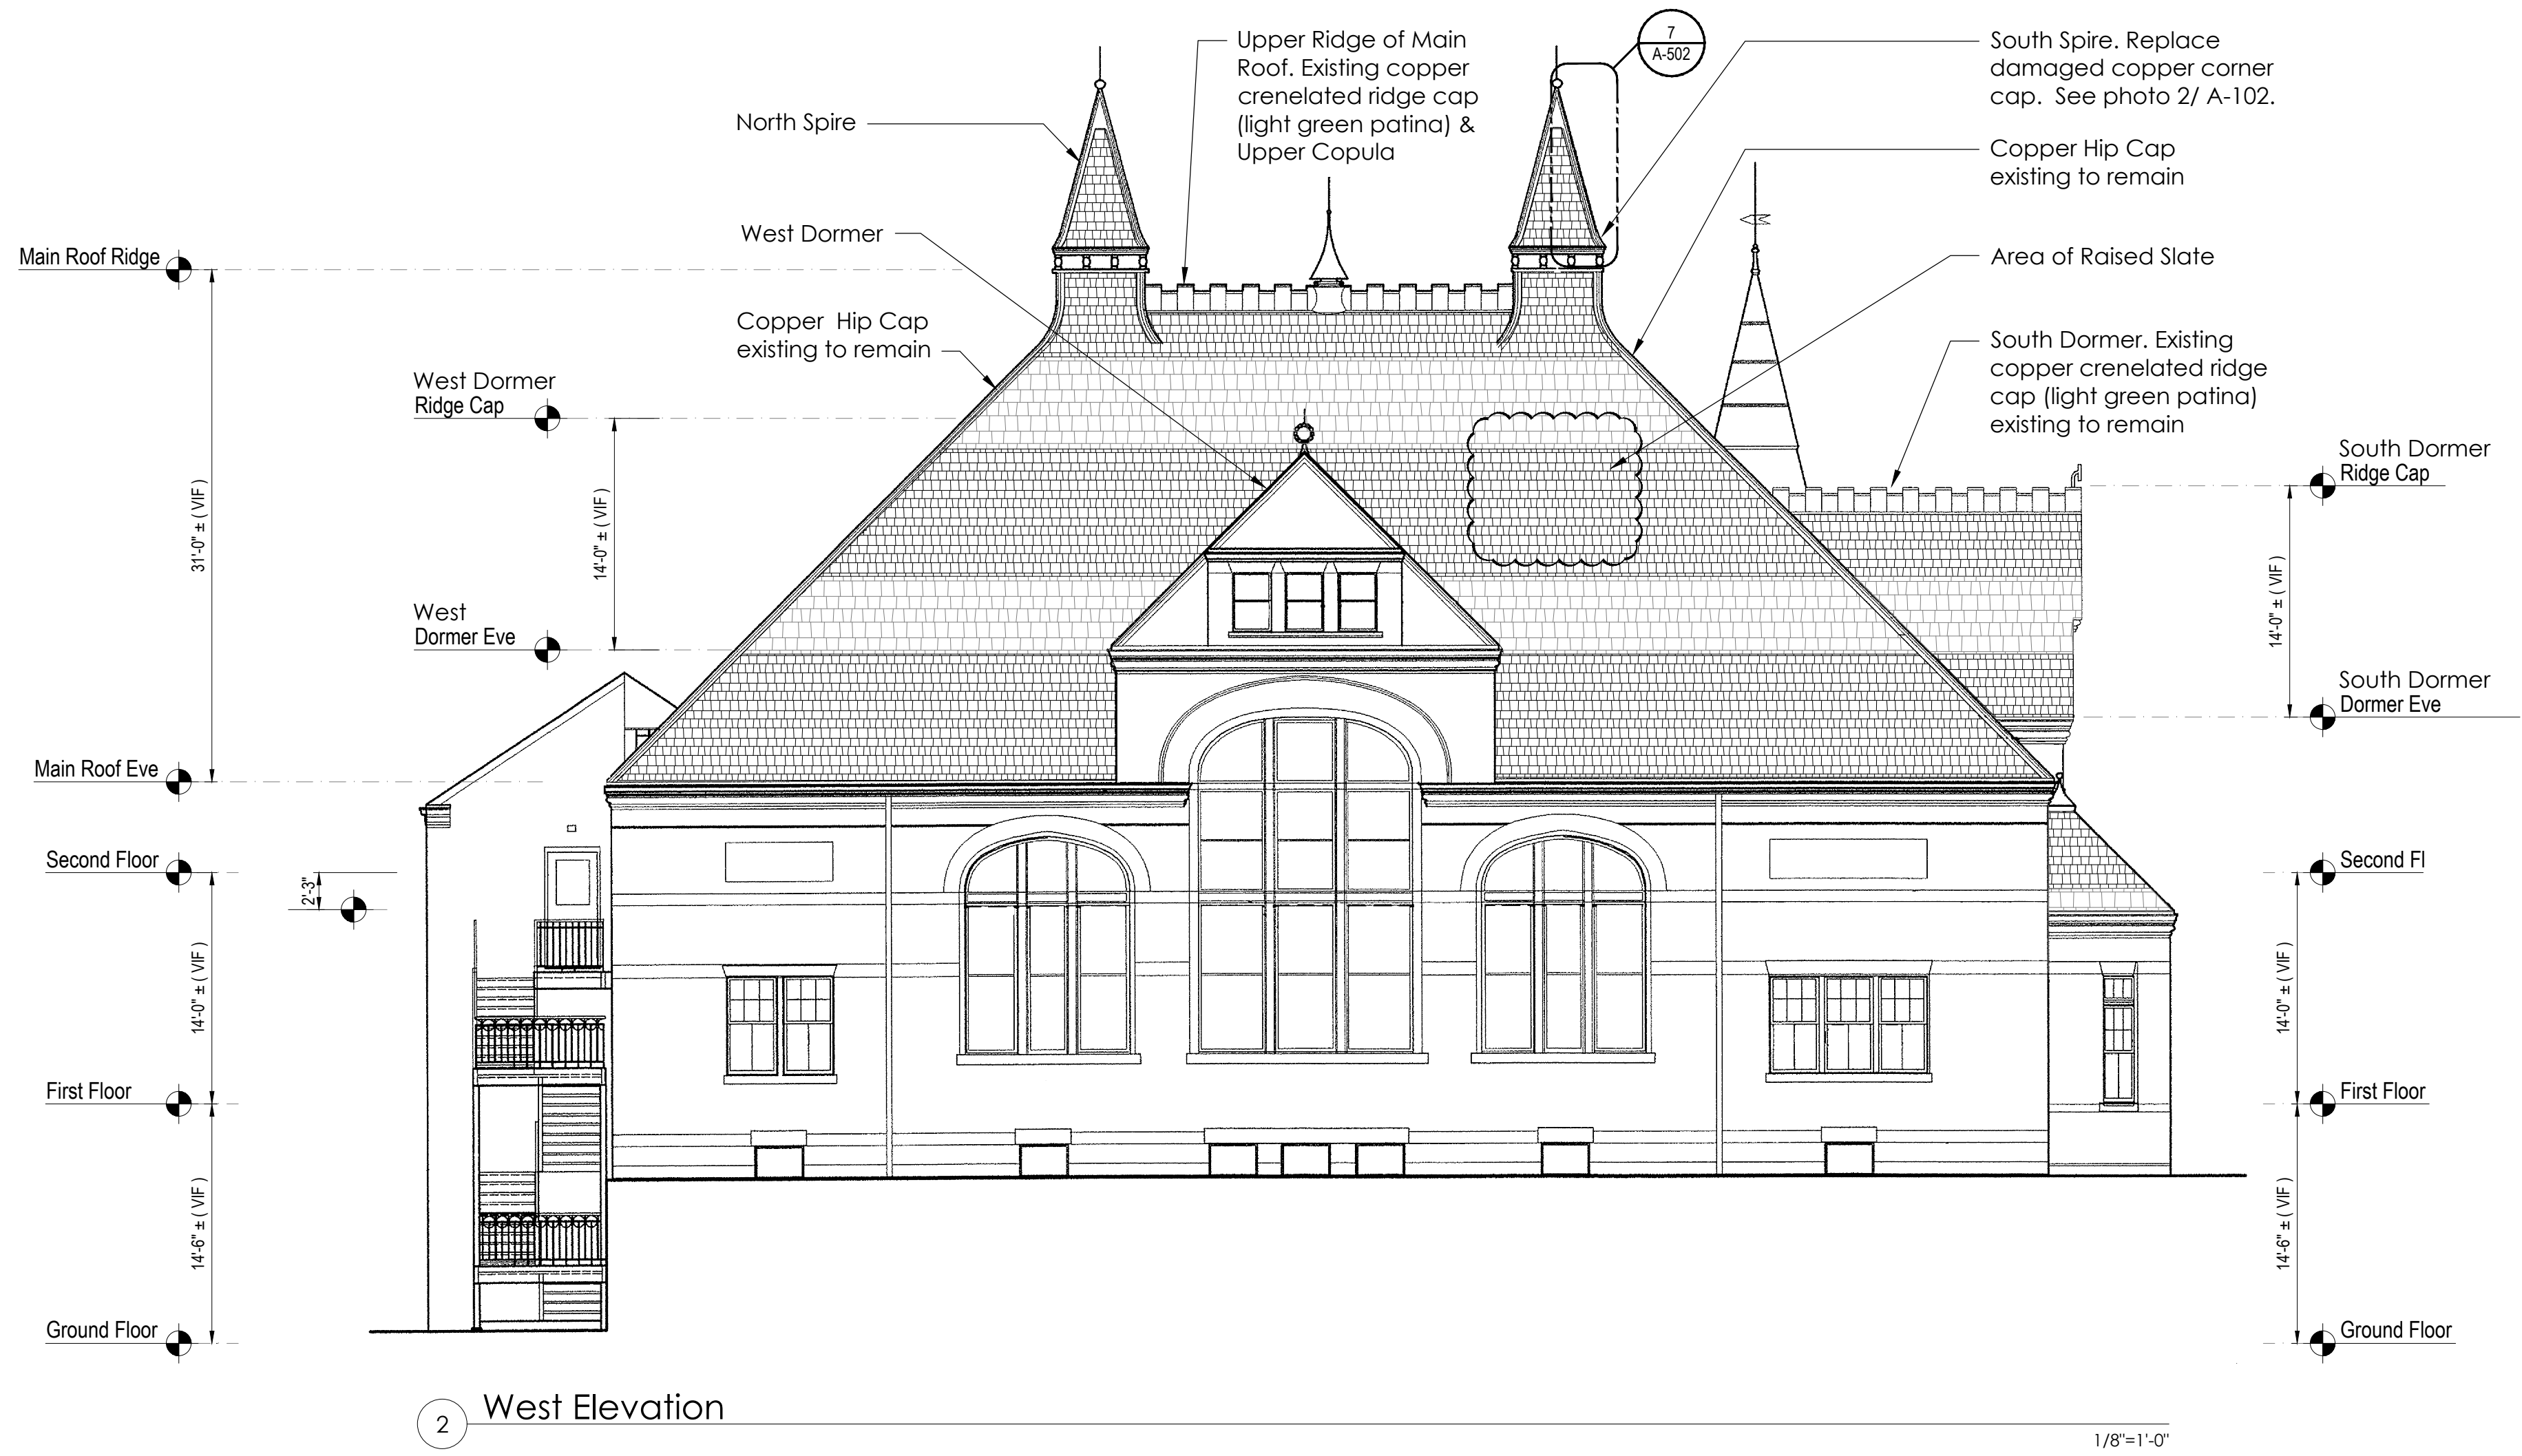 Upper Ridge of Main
Roof. Existing copper
crenelated ridge cap
(light green patina) &
Upper Copula
7
A-502
South Spire. Replace
damaged copper corner
cap.  See photo 2/ A-102.
North Spire
Copper Hip Cap
existing to remain
West Dormer
Main Roof Ridge
Area of Raised Slate
Copper  Hip Cap
existing to remain
South Dormer. Existing
copper crenelated ridge
cap (light green patina)
existing to remain
West Dormer
Ridge Cap
South Dormer
Ridge Cap
31'-0" ± ( VIF )
14'-0" ± ( VIF )
14'-0" ± ( VIF )
West
Dormer Eve
South Dormer
Dormer Eve
Main Roof Eve
Second Floor
2'-3"
Second Fl
14'-0" ± ( VIF )
14'-0" ± ( VIF )
First Floor
First Floor
14'-6" ± ( VIF )
14'-6" ± ( VIF )
Ground Floor
Ground Floor
2
West Elevation
1/8"=1'-0"